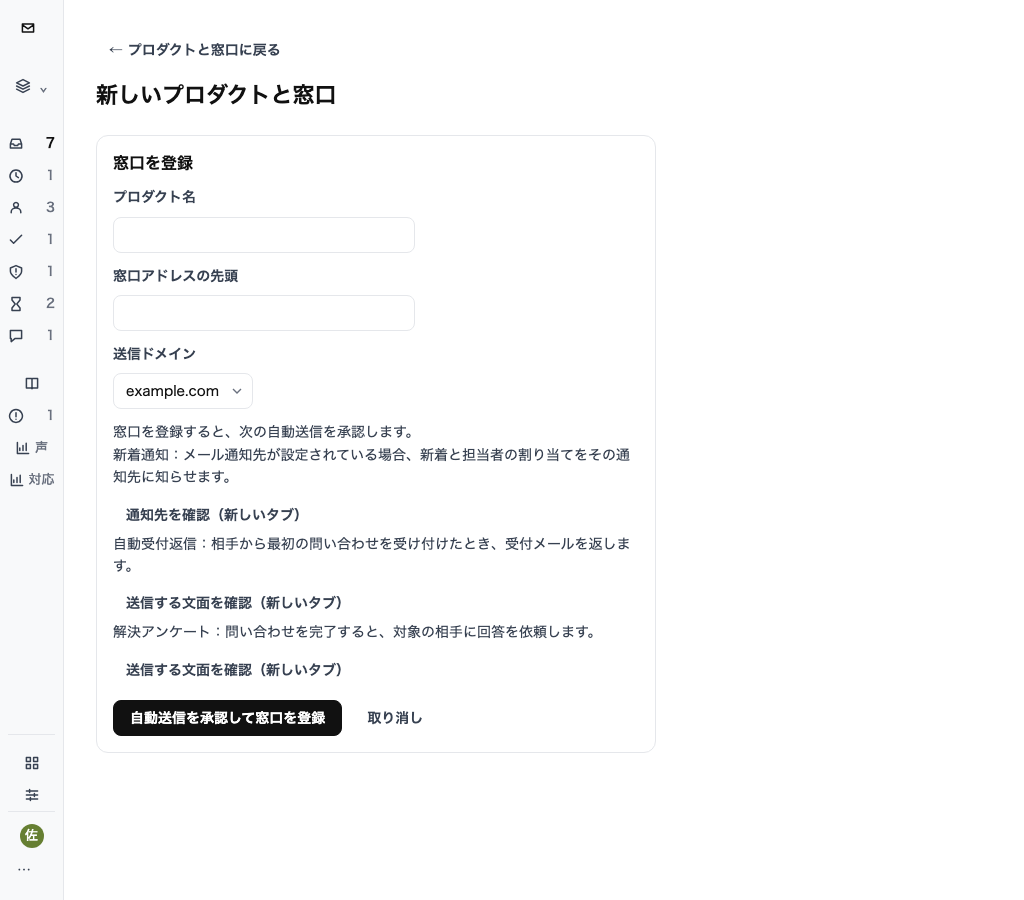 ← プロダクトと窓口に戻る
新しいプロダクトと窓口
7
1
3
1
1
2
1
1
声
対応
佐
…
窓口を登録
プロダクト名
窓口アドレスの先頭
送信ドメイン
example.com
窓口を登録すると、次の自動送信を承認します。
新着通知：メール通知先が設定されている場合、新着と担当者の割り当てをその通
知先に知らせます。
通知先を確認（新しいタブ）
自動受付返信：相手から最初の問い合わせを受け付けたとき、受付メールを返しま
す。
送信する文面を確認（新しいタブ）
解決アンケート：問い合わせを完了すると、対象の相手に回答を依頼します。
送信する文面を確認（新しいタブ）
自動送信を承認して窓口を登録
取り消し